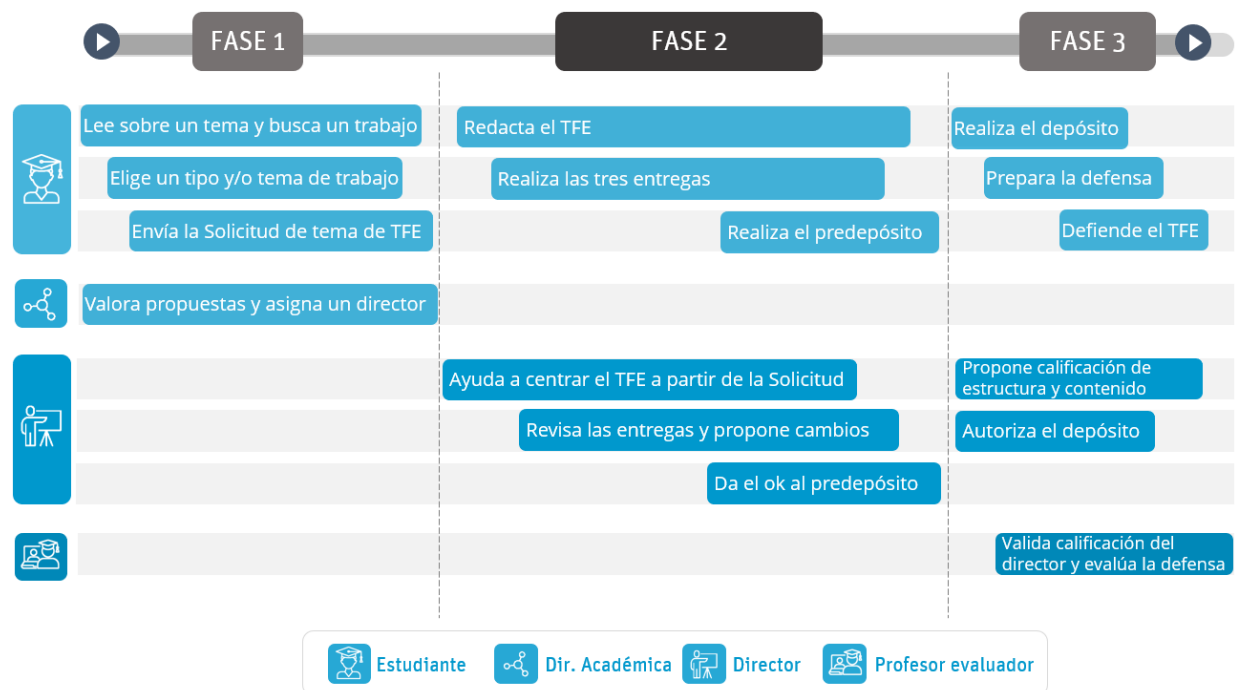 FASE 1
FASE 2
FASE 3
Lee sobre un tema y busca un trabajo
Redacta el TFE
Realiza el depósito
Elige un tipo y/o tema de trabajo
Realiza las tres entregas
Prepara la defensa
Envía la Solicitud de tema de TFE
Realiza el predepósito
Defiende el TFE
Valora propuestas y asigna un director
Ayuda a centrar el TFE a partir de la Solicitud
Propone calificación de
estructura y contenido
Revisa las entregas y propone cambios
Autoriza el depósito
Da el ok al predepósito
Valida calificación del
director y evalúa la defensa
Estudiante
Dir. Académica
Director
Profesor evaluador